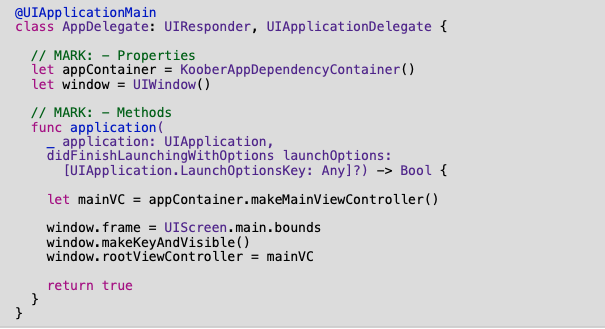 @UIApplicationMain
class AppDelegate: UIResponder, UIApplicationDelegate {
// MARK: - Properties
let appContainer = KooberAppDependencyContainer()
let window = UIWindow()
// MARK: - Methods
func application(
_ application: UIApplication,
didFinishLaunchingWithOptions launchOptions:
[UIApplication.LaunchOptionsKey: Any]?) -> Bool {
let mainVC = appContainer.makeMainViewController()
window.frame = UIScreen.main.bounds
window.makeKeyAndVisible()
window.rootViewController = mainVC
return true
}
}